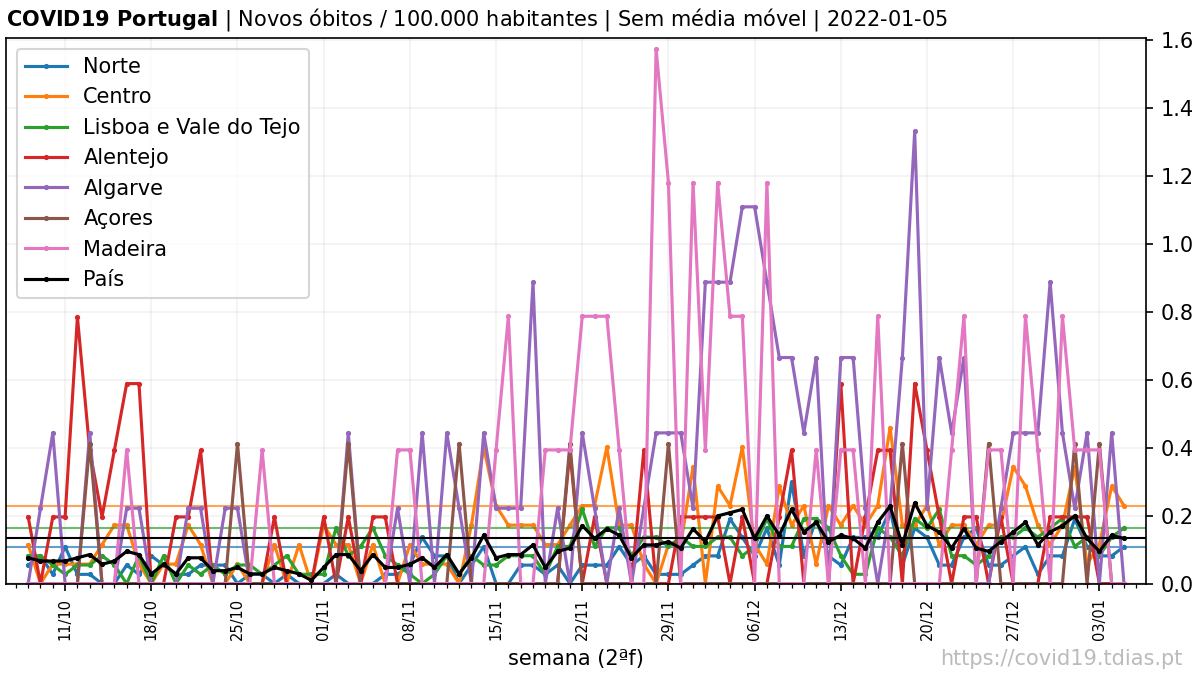 COVID19 Portugal | Novos óbitos / 100.000 habitantes | Sem média móvel | 2022-01-05
Norte
Centro
Lisboa e Vale do Tejo
Alentejo
Algarve
Açores
Madeira
País
1.6
1.4
1.2
1.0
0.8
0.6
0.4
0.2
0.0
11/10
18/10
25/10
01/11
08/11
15/11
22/11
29/11
06/12
13/12
20/12
27/12
03/01
semana (2ªf)
https://covid19.tdias.pt